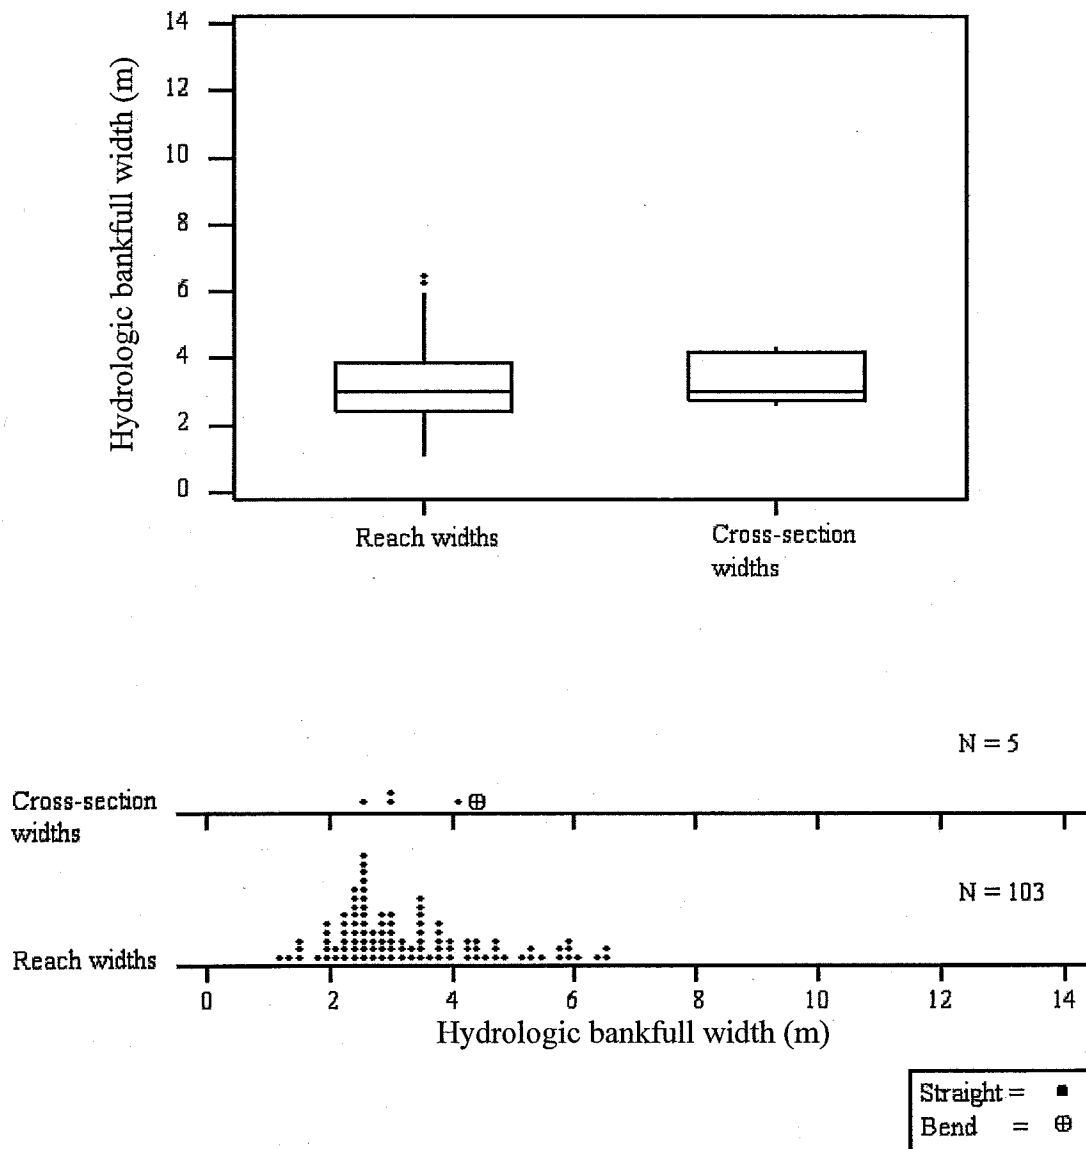 14
12
10
8
6
4
2
0
Hydrologic bankfull width (m)
Reach widths
Cross-section
widths
N = 5
Cross-section
widths
N = 103
Reach widths
0 2 4 6 8 10 12 14
Hydrologic bankfull width (m)
Straight =
Bend =